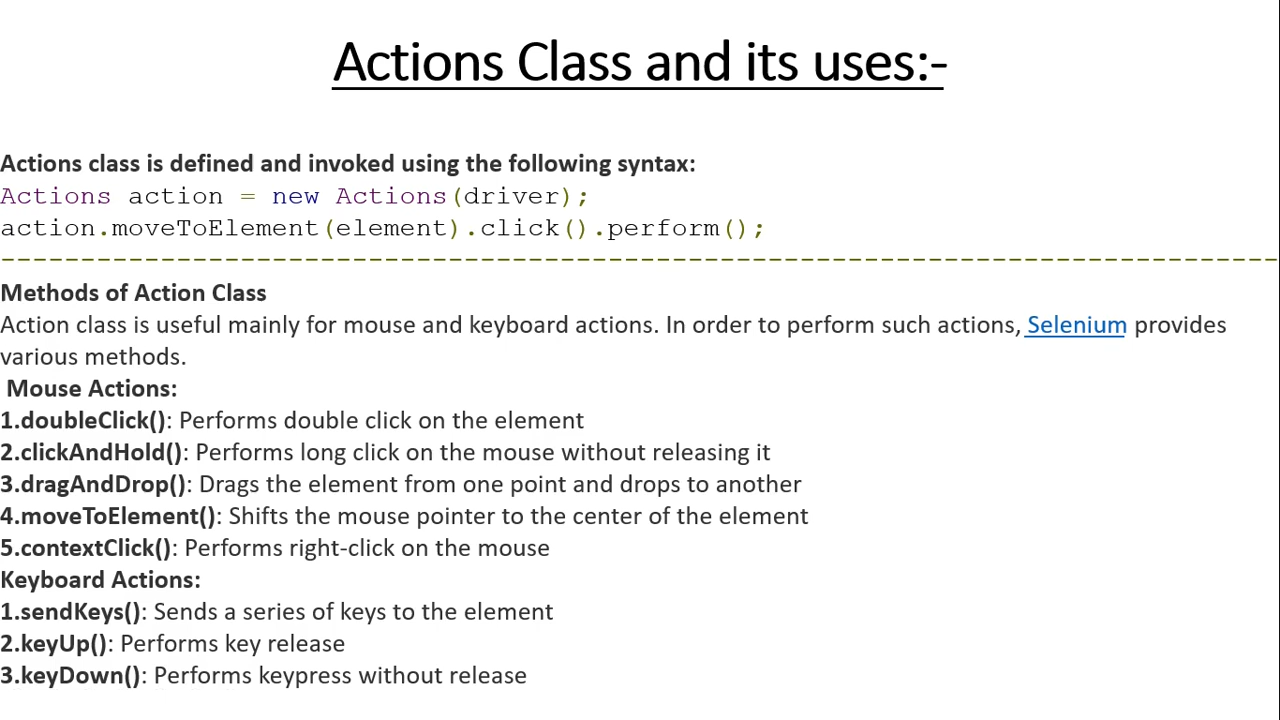 Actions Class and its uses:-
Actions class is defined and invoked using the following syntax:
Actions action = new Actions(driver);
action.moveToElement(element).click().perform();
--------------------------------------------------------------------------------
Methods of Action Class
Action class is useful mainly for mouse and keyboard actions. In order to perform such actions, Selenium provides
various methods.
Mouse Actions:
1.doubleClick(): Performs double click on the element
2.clickAndHold(): Performs long click on the mouse without releasing it
3.dragAndDrop(): Drags the element from one point and drops to another
4.moveToElement(): Shifts the mouse pointer to the center of the element
5.contextClick(): Performs right-click on the mouse
Keyboard Actions:
1.sendKeys(): Sends a series of keys to the element
2.keyUp(): Performs key release
3.keyDown(): Performs keypress without release